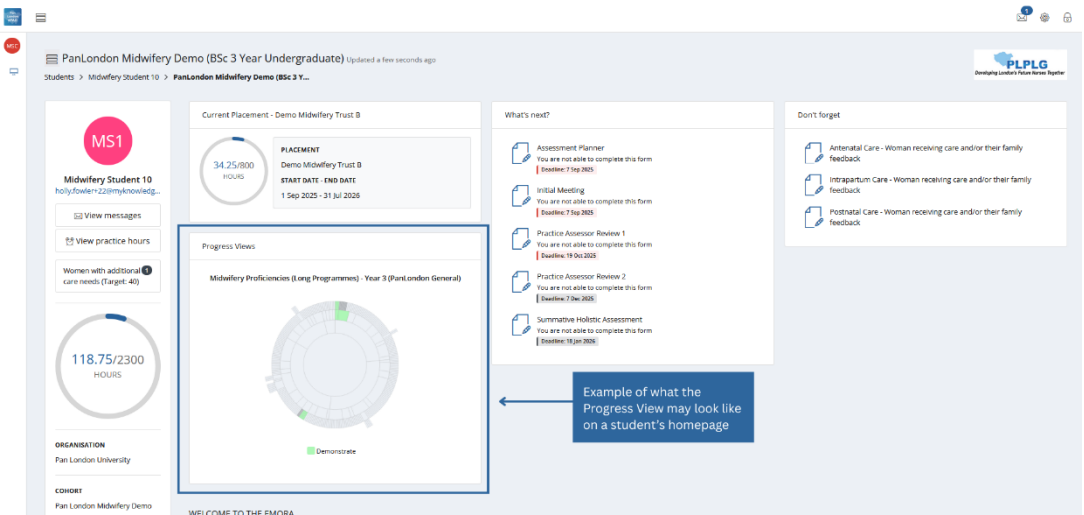 1
MSC
PanLondon Midwifery Demo (BSc 3 Year Undergraduate) Updated a few seconds ago
Students > Midwifery Student 10 > PanLondon Midwifery Demo (BSc 3 Y...
PLPLG
Developing London's Future Nurses Together
MS1
Midwifery Student 10
holly.fowler+22@myknowledg...
View messages
View practice hours
Women with additional 1
care needs (Target: 40)
118.75/2300
HOURS
ORGANISATION
Pan London University
COHORT
Pan London Midwifery Demo
Current Placement - Demo Midwifery Trust B
34.25/800
HOURS
PLACEMENT
Demo Midwifery Trust B
START DATE - END DATE
1 Sep 2025 - 31 Jul 2026
Progress Views
Midwifery Proficiencies (Long Programmes) - Year 3 (PanLondon General)
Demonstrate
WELCOME TO THE EMORA
What's next?
Assessment Planner
You are not able to complete this form
Deadline: 7 Sep 2025
Initial Meeting
You are not able to complete this form
Deadline: 7 Sep 2025
Practice Assessor Review 1
You are not able to complete this form
Deadline: 19 Oct 2025
Practice Assessor Review 2
You are not able to complete this form
Deadline: 7 Dec 2025
Summative Holistic Assessment
You are not able to complete this form
Deadline: 18 Jan 2026
Example of what the
Progress View may look like
on a student's homepage
Don't forget
Antenatal Care - Woman receiving care and/or their family
feedback
Intrapartum Care - Woman receiving care and/or their family
feedback
Postnatal Care - Woman receiving care and/or their family
feedback